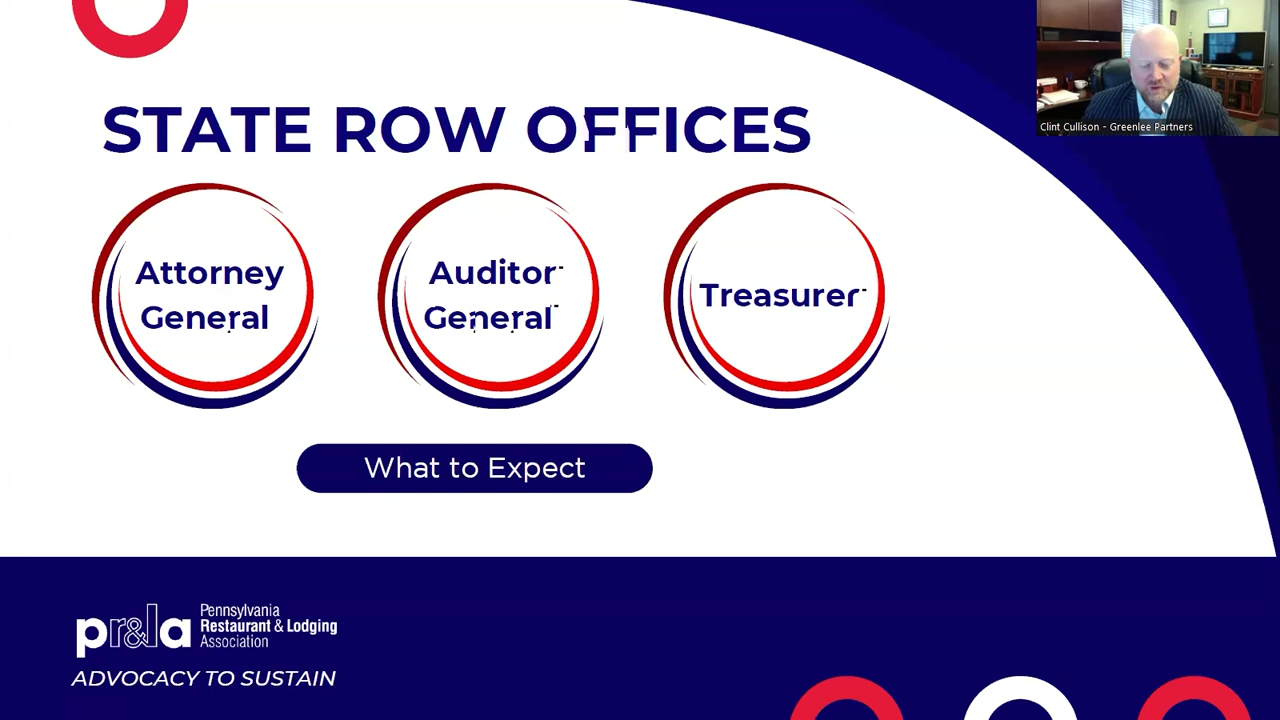 STATE ROW OFFICES
Attorney
General
Auditor
General
Treasurer
What to Expect
Clint Cullison - Greenlee Partners
pr&la
Pennsylvania
Restaurant & Lodging
Association
ADVOCACY TO SUSTAIN